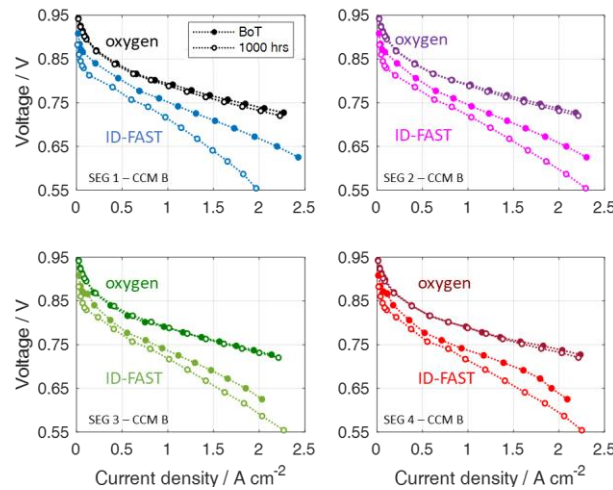 0.95
0.85
0.75
0.65
0.55
Voltage / V
oxygen
BoT
1000 hrs
ID-FAST
SEG 1 – CCM B
0 0.5 1 1.5 2 2.5
0.95
0.85
0.75
0.65
0.55
oxygen
ID-FAST
SEG 2 – CCM B
0 0.5 1 1.5 2 2.5
0.95
0.85
0.75
0.65
0.55
Voltage / V
oxygen
ID-FAST
SEG 3 – CCM B
0 0.5 1 1.5 2 2.5
Current density / A cm⁻²
0.95
0.85
0.75
0.65
0.55
oxygen
ID-FAST
SEG 4 – CCM B
0 0.5 1 1.5 2 2.5
Current density / A cm⁻²